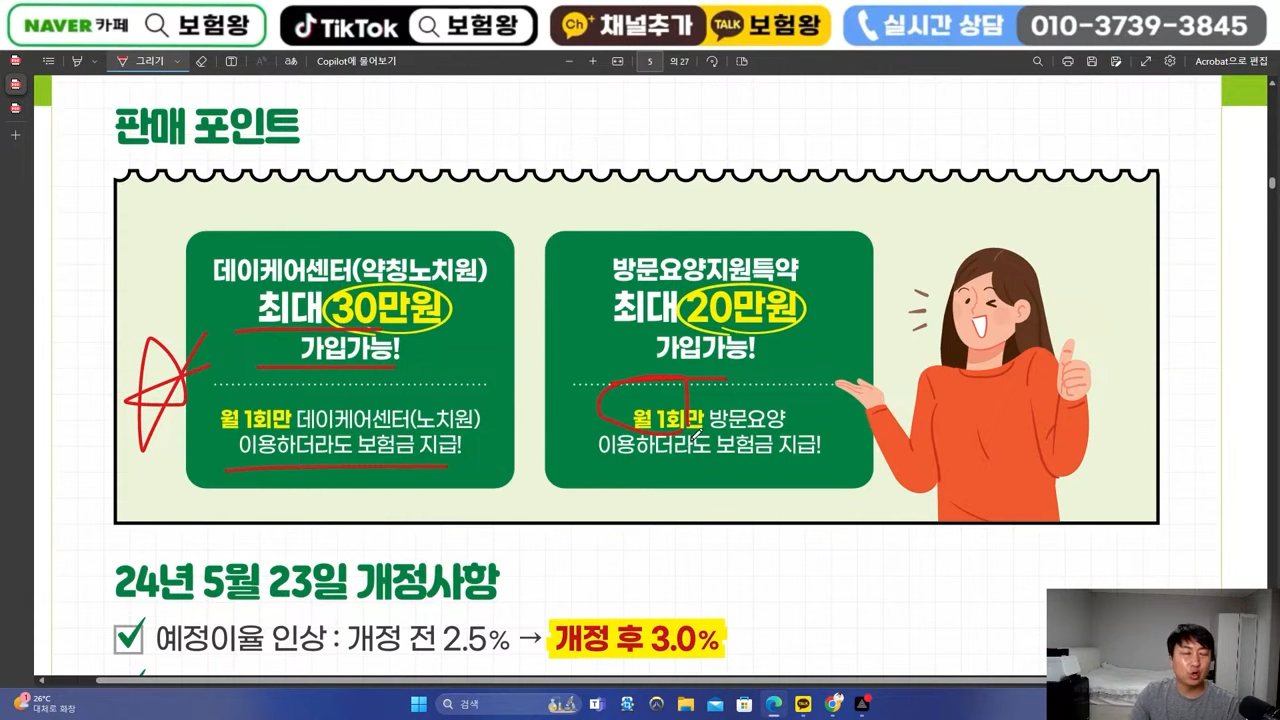 NAVER 카페 보험왕
TikTok 보험왕
Ch+ 채널추가 TALK 보험왕
실시간 상담 010-3739-3845
그리기
aあ
Copilot에 물어보기
5 의 27
Acrobat으로 편집
판매 포인트
데이케어센터(약칭노치원)
최대 30만원
가입가능!
월 1회만 데이케어센터(노치원)
이용하더라도 보험금 지급!
방문요양지원특약
최대 20만원
가입가능!
월 1회만 방문요양
이용하더라도 보험금 지급!
24년 5월 23일 개정사항
예정이율 인상 : 개정 전 2.5% → 개정 후 3.0%
1
26°C
대체로 화창
검색